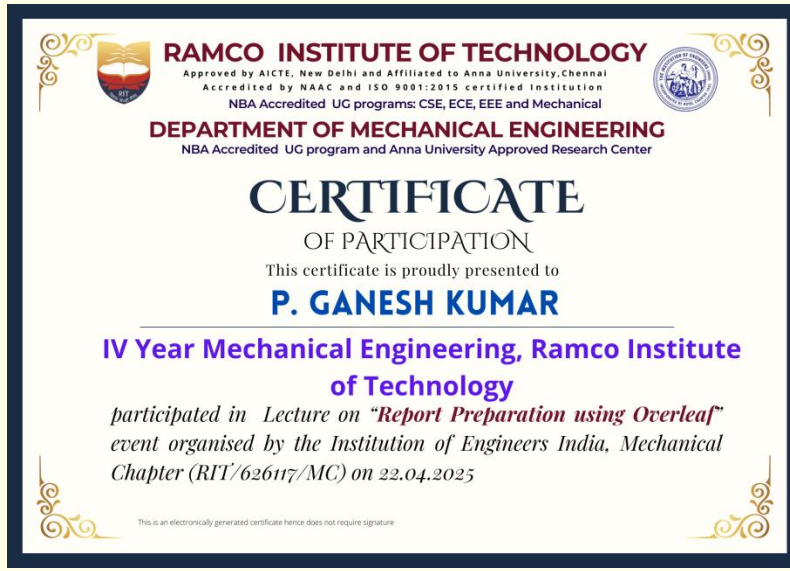 RAMCO INSTITUTE OF TECHNOLOGY
Approved by AICTE, New Delhi and Affiliated to Anna University,Chennai
Accredited by NAAC and ISO 9001:2015 certified Institution
NBA Accredited UG programs: CSE, ECE, EEE and Mechanical
RIT
DEPARTMENT OF MECHANICAL ENGINEERING
NBA Accredited UG program and Anna University Approved Research Center
CERTIFICATE
OF PARTICIPATION
This certificate is proudly presented to
P. GANESH KUMAR
IV Year Mechanical Engineering, Ramco Institute
of Technology
participated in Lecture on “Report Preparation using Overleaf”
event organised by the Institution of Engineers India, Mechanical
Chapter (RIT/626117/MC) on 22.04.2025
This is an electronically generated certificate hence does not require signature